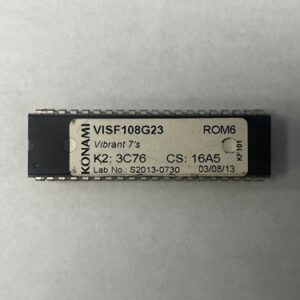 KONAMI
VISF108G23 ROM6
Vibrant 7's
K2: 3C76 CS: 16A5
Lab No. S2013-0730 03/08/13
KF101